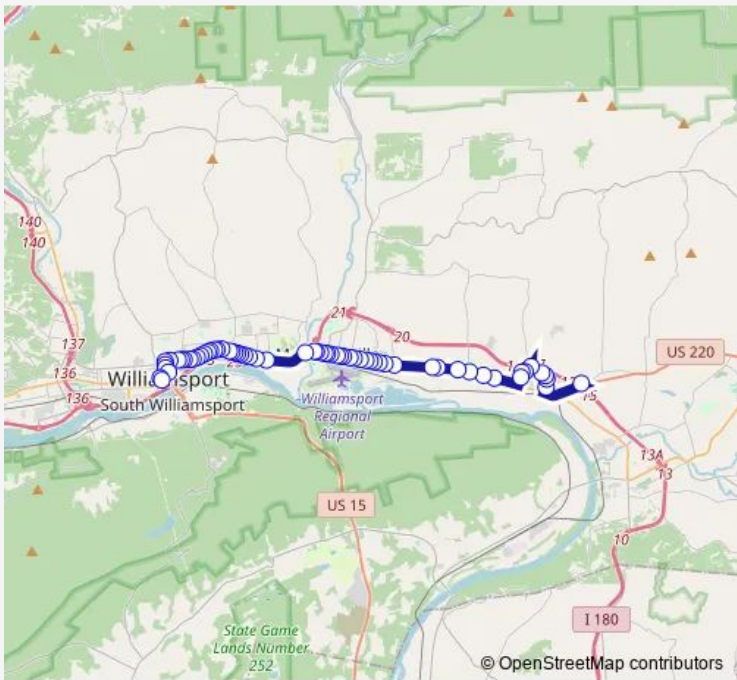 140
140
137
136
136
21
20
US 220
Williamsport
South Williamsport
Williamsport
Regional
Airport
15
13A
13
US 15
10
I 180
State Game
Lands Number
252
© OpenStreetMap contributors